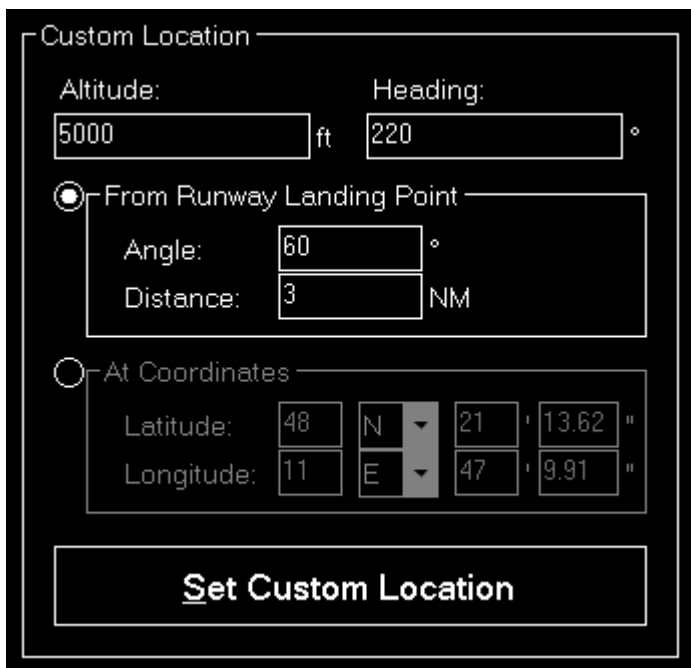 Custom Location
Altitude: Heading:
5000 ft 220 °
From Runway Landing Point
Angle: 60 °
Distance: 3 NM
At Coordinates
Latitude: 48 N 21 ' 13.62 "
Longitude: 11 E 47 ' 9.91 "
Set Custom Location